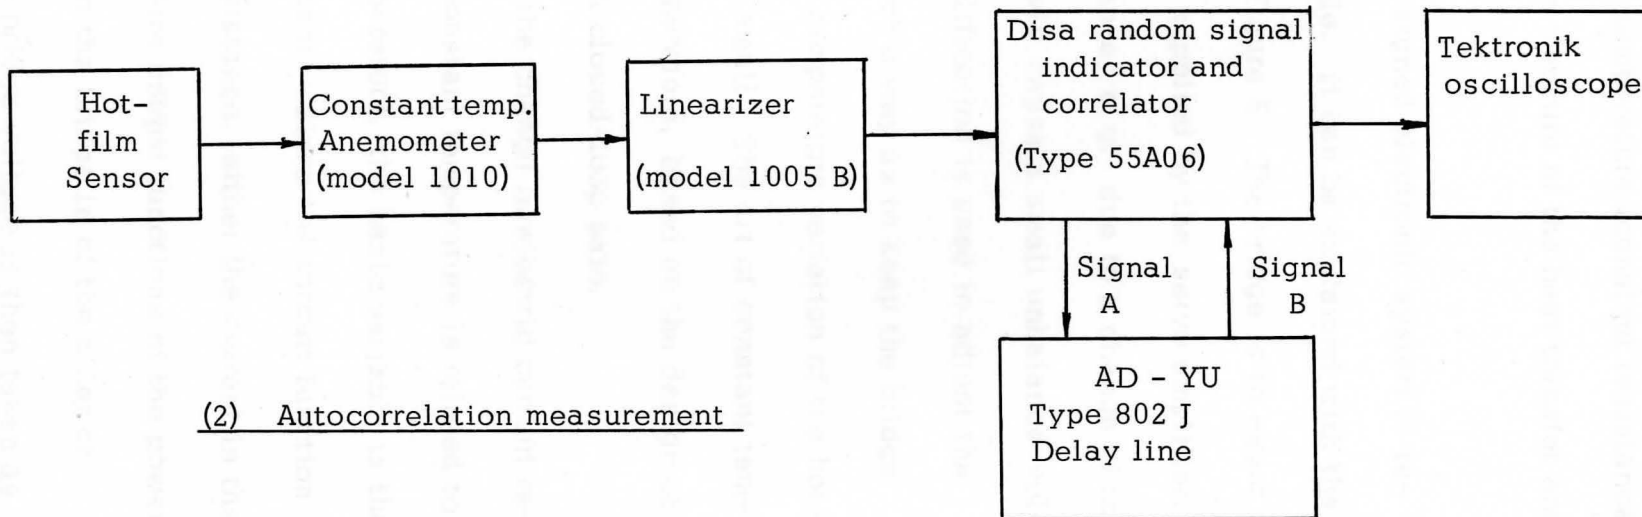 Hot-
film
Sensor
Constant temp.
Anemometer
(model 1010)
Linearizer
(model 1005 B)
Disa random signal
indicator and
correlator
(Type 55A06)
Tektronik
oscilloscope
Signal
A
Signal
B
AD - YU
Type 802 J
Delay line
(2) Autocorrelation measurement